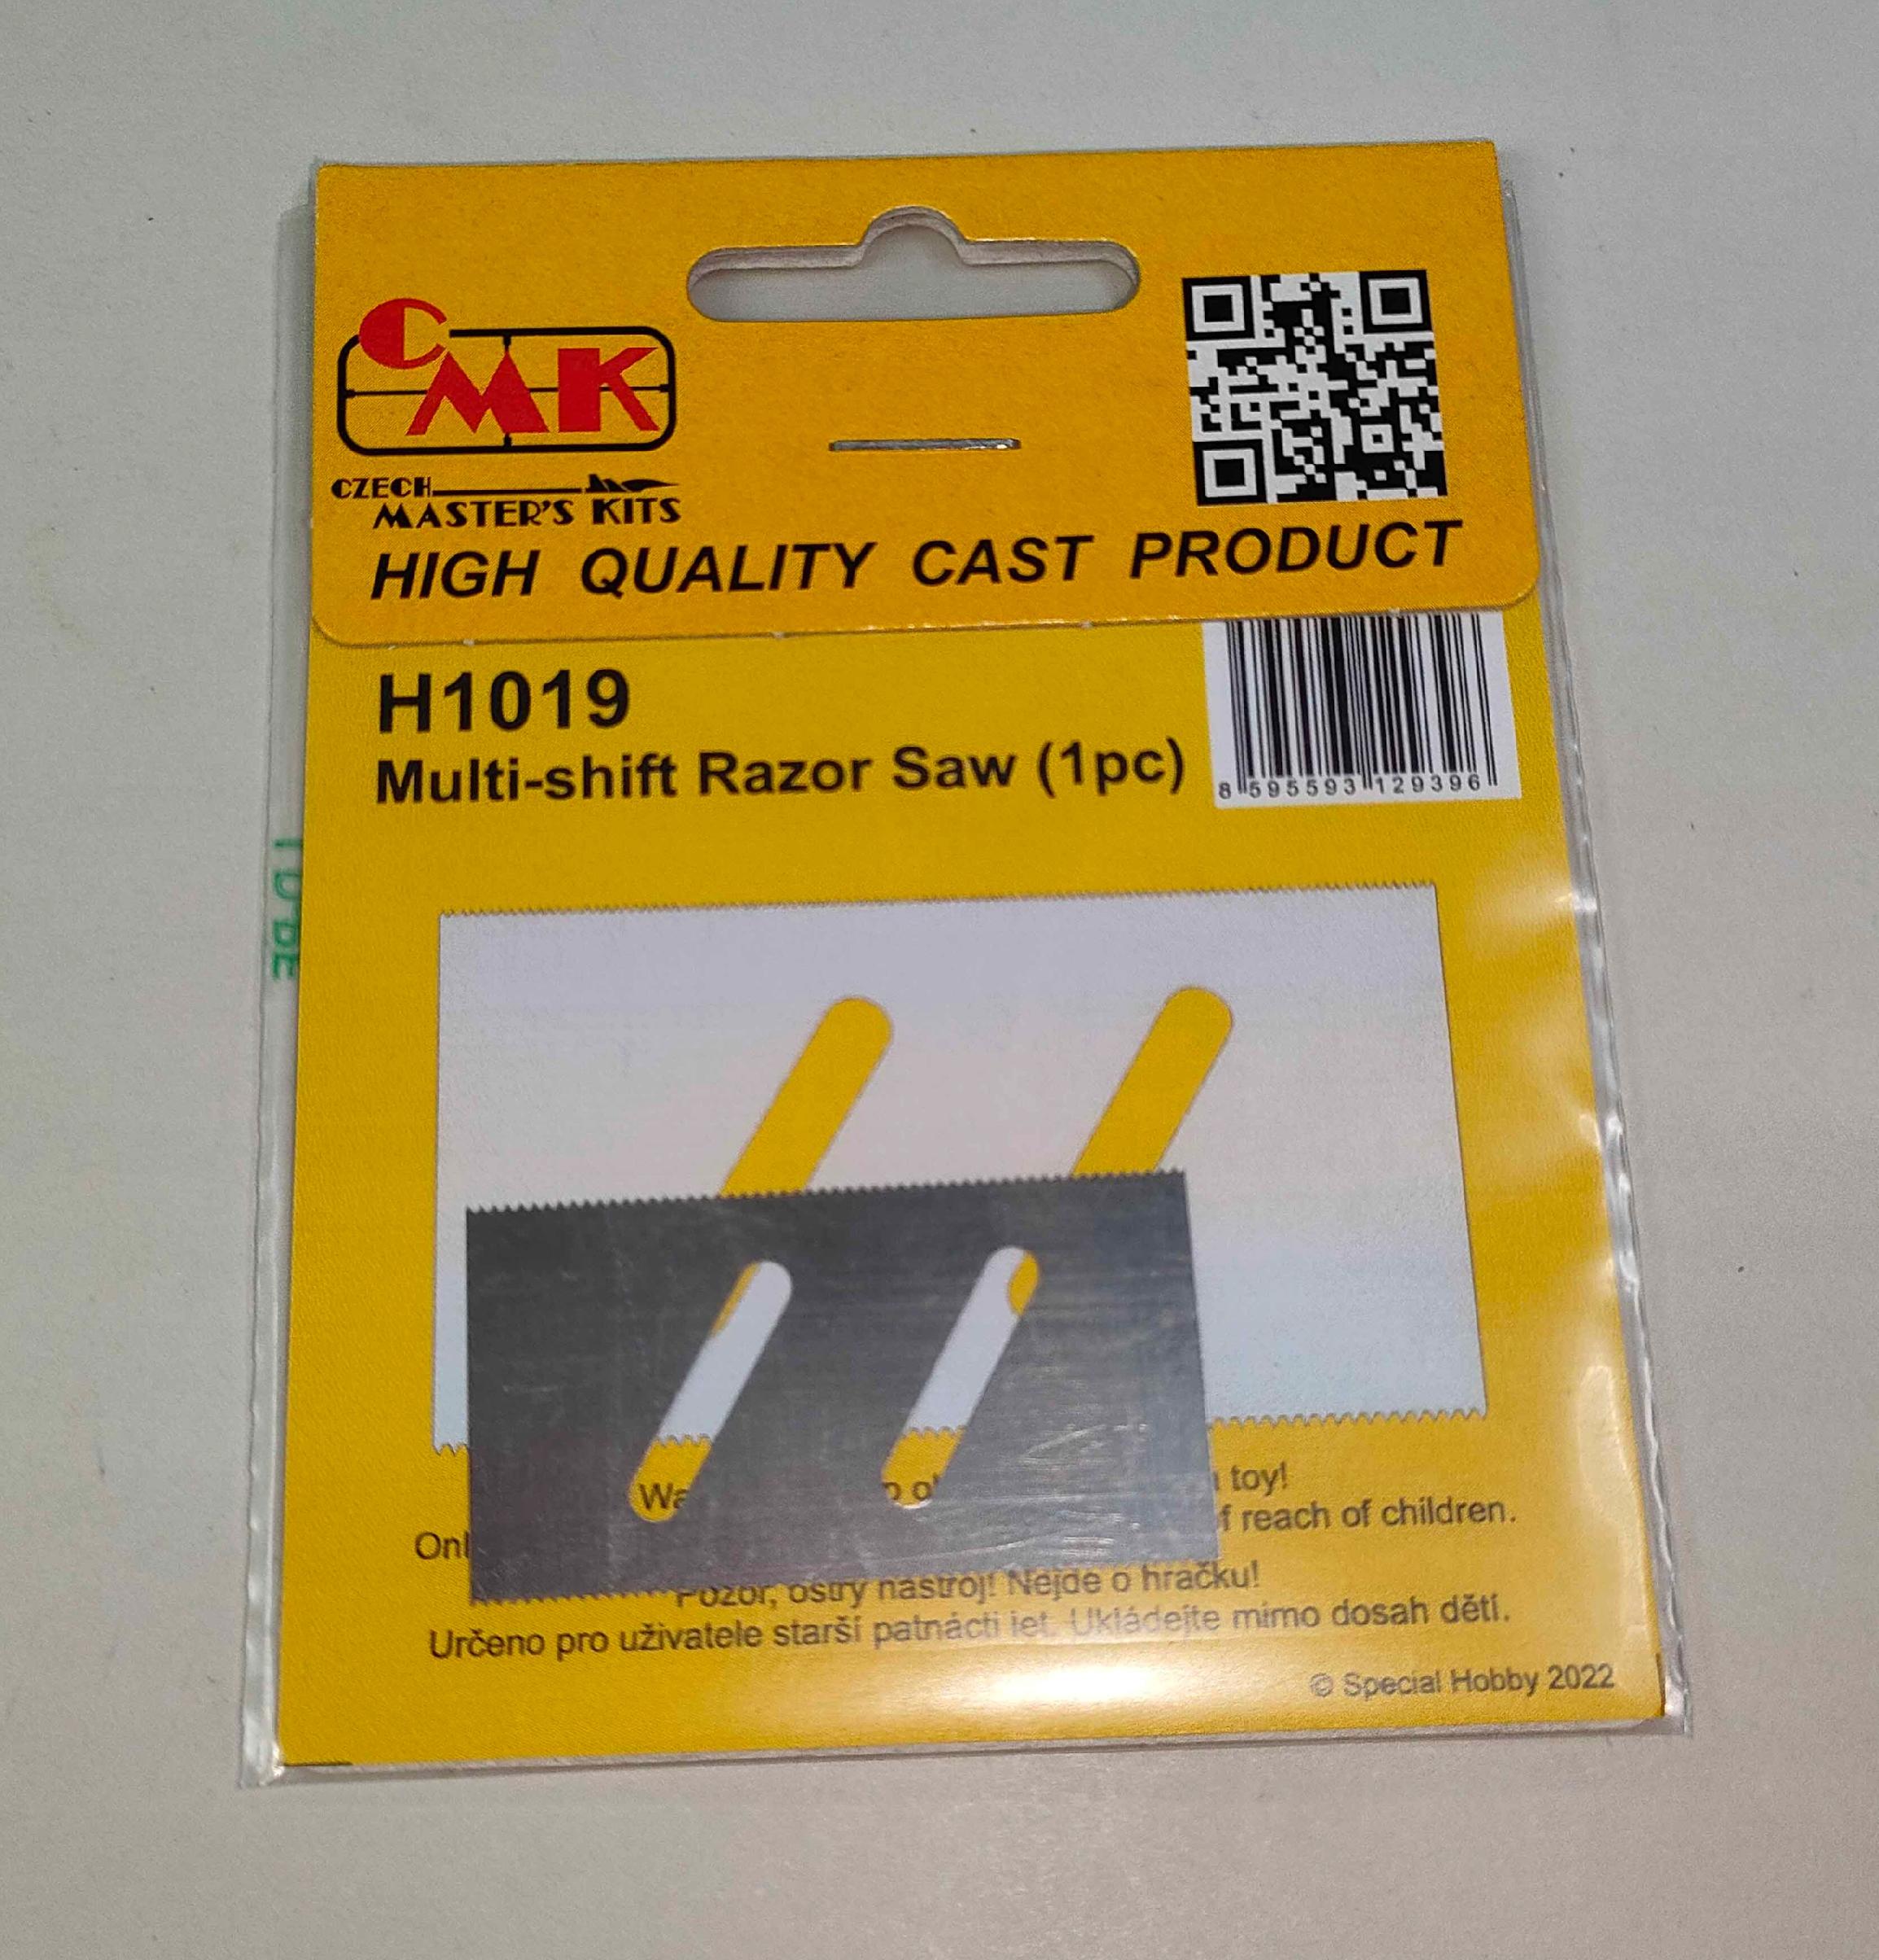 CMK
CZECH
MASTER'S KITS
HIGH QUALITY CAST PRODUCT
H1019
Multi-shift Razor Saw (1pc)
8 595593 129396
toy!
of reach of children.
Pozor, ostrý nástroj! Nejde o hračku!
Určeno pro uživatele starší patnácti let. Ukládejte mimo dosah dětí.
© Special Hobby 2022